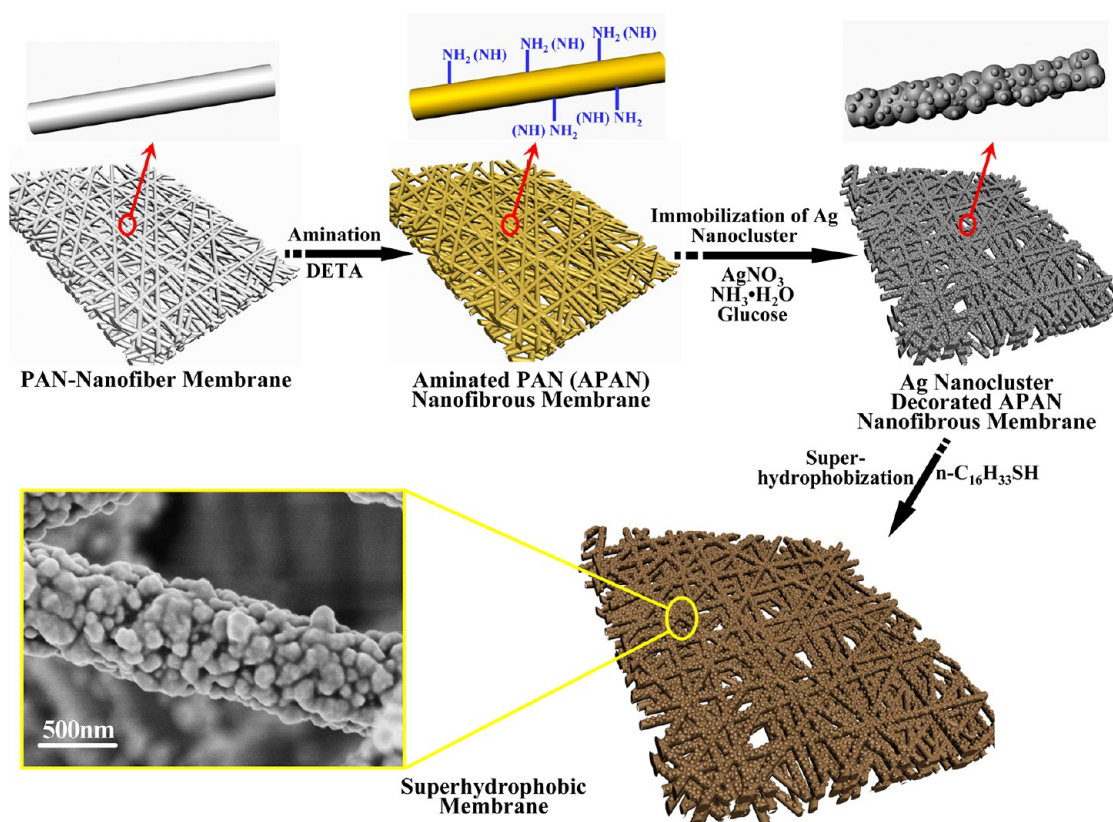 NH₂ (NH)
NH₂ (NH)
NH₂ (NH)
(NH) NH₂
(NH) NH₂
Amination
DETA
Immobilization of Ag
Nanocluster
AgNO₃
NH₃•H₂O
Glucose
PAN-Nanofiber Membrane
Aminated PAN (APAN)
Nanofibrous Membrane
Ag Nanocluster
Decorated APAN
Nanofibrous Membrane
Super-
hydrophobization
n-C₁₆H₃₃SH
500nm
Superhydrophobic
Membrane